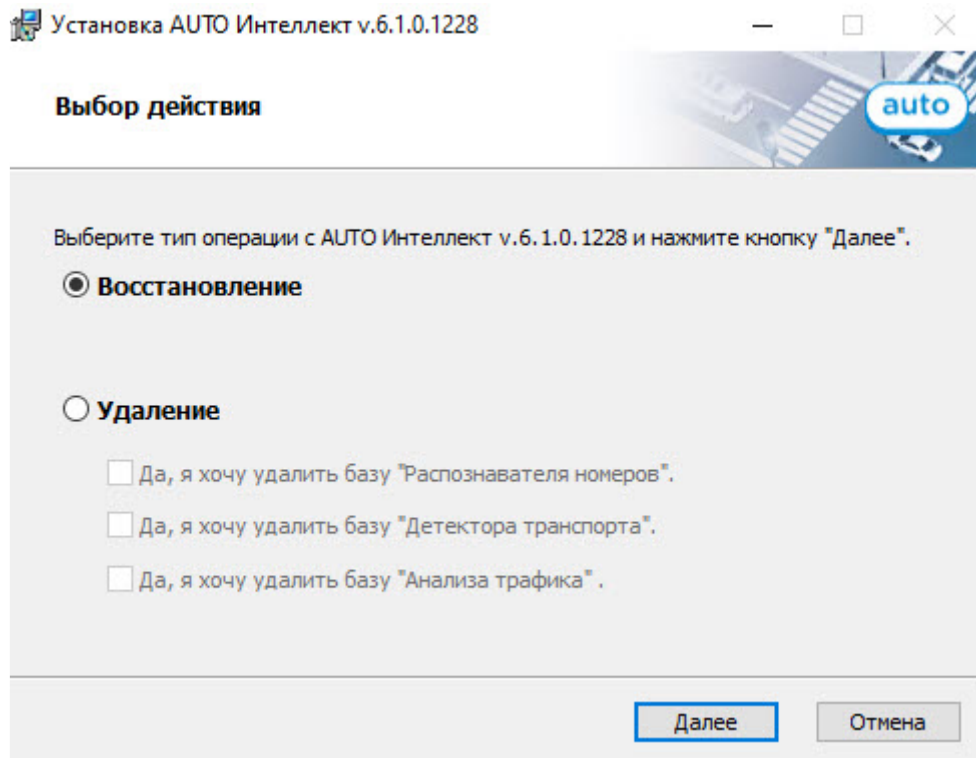 Установка AUTO Интеллект v.6.1.0.1228
Выбор действия
auto
Выберите тип операции с AUTO Интеллект v.6.1.0.1228 и нажмите кнопку "Далее".
Восстановление
Удаление
Да, я хочу удалить базу "Распознавателя номеров".
Да, я хочу удалить базу "Детектора транспорта".
Да, я хочу удалить базу "Анализа трафика" .
Далее Отмена